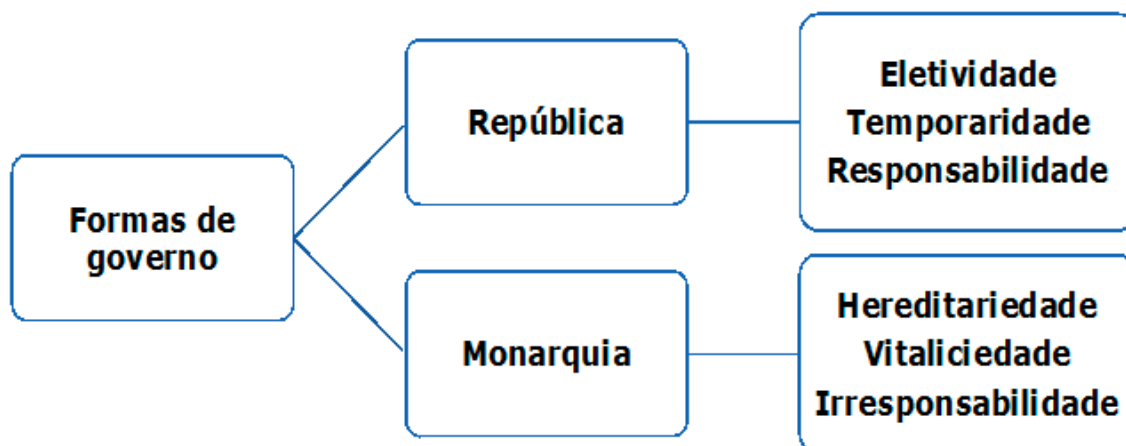 Formas de
governo
República
Eletividade
Temporaridade
Responsabilidade
Monarquia
Hereditariedade
Vitaliciedade
Irresponsabilidade